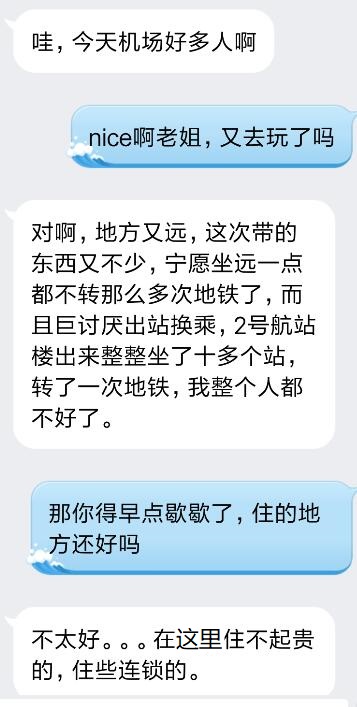 哇，今天机场好多人啊
nice啊老姐，又去玩了吗
对啊，地方又远，这次带的
东西又不少，宁愿坐远一点
都不转那么多次地铁了，而
且巨讨厌出站换乘，2号航站
楼出来整整坐了十多个站，
转了一次地铁，我整个人都
不好了。
那你得早点歇歇了，住的地
方还好吗
不太好。。。在这里住不起贵
的，住些连锁的。